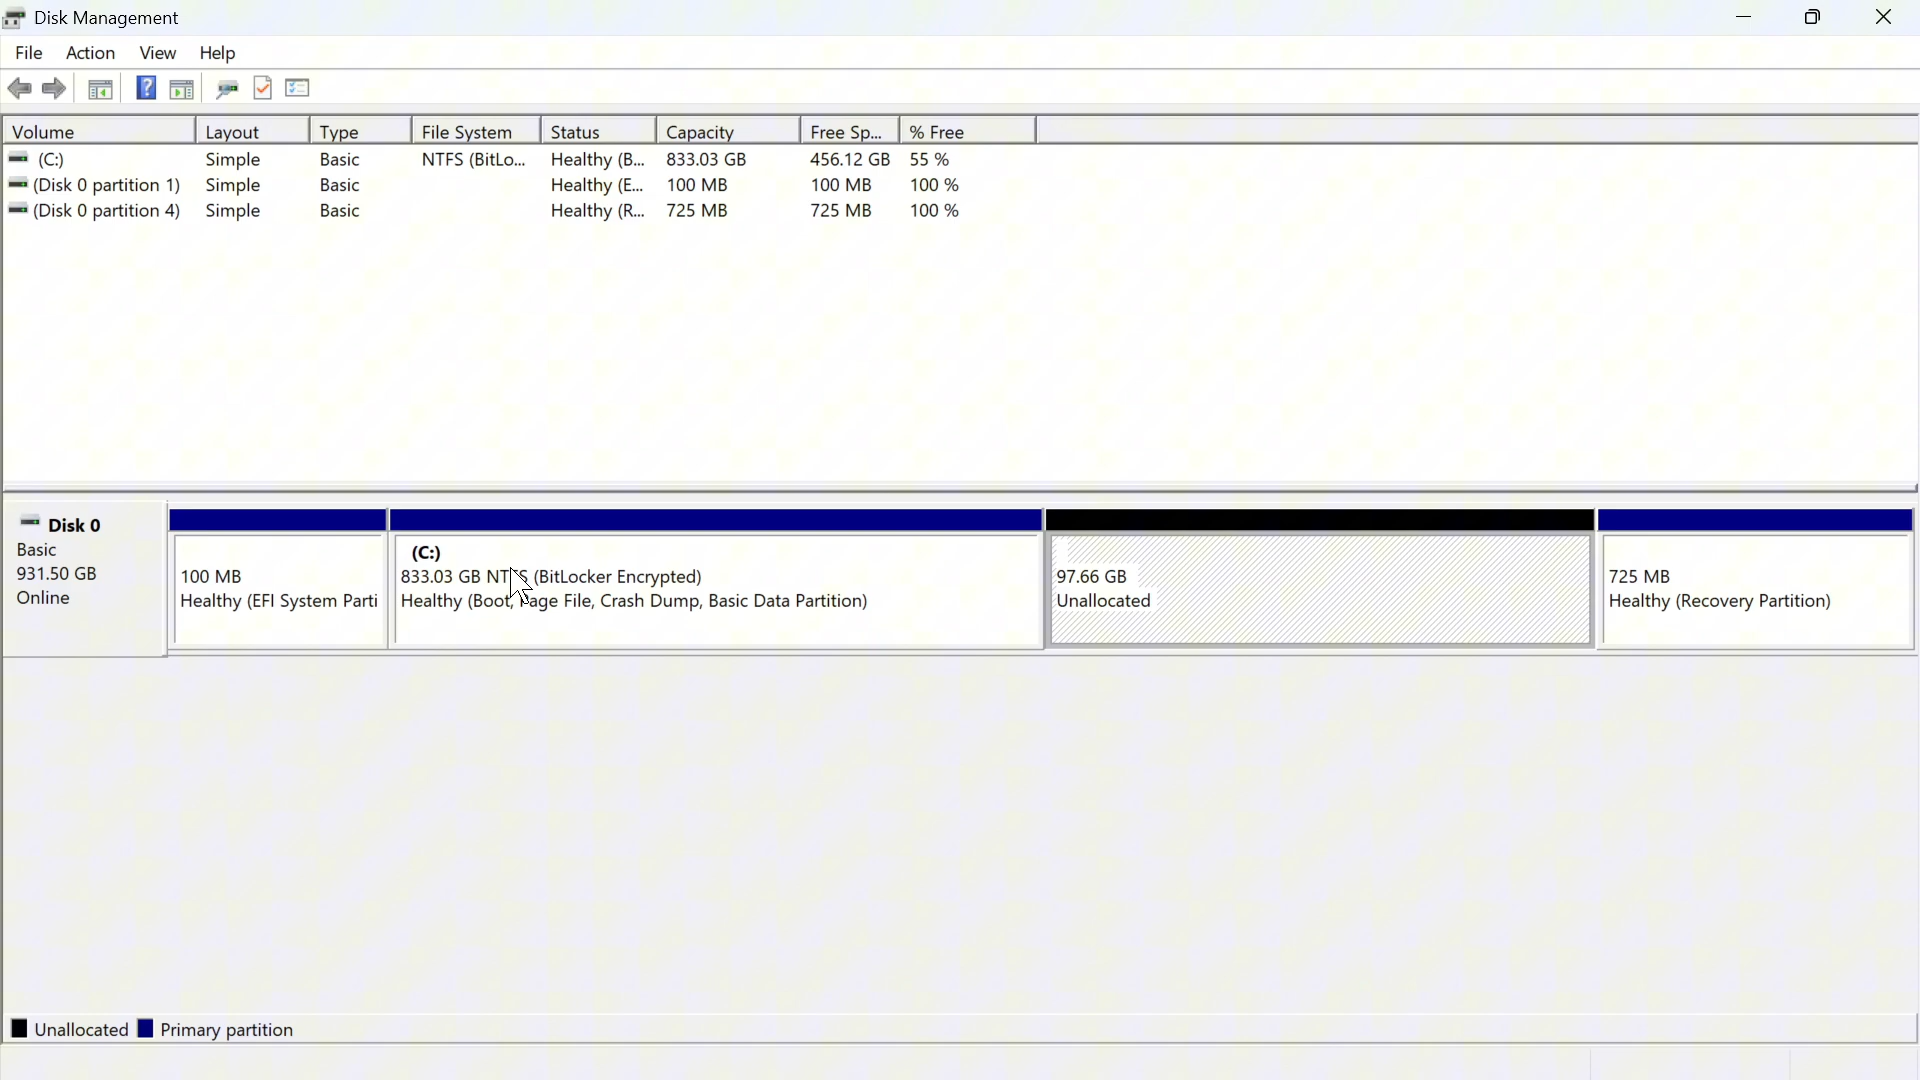 Disk Management
File Action View Help
Volume Layout Type File System Status Capacity Free Sp... % Free
(C:) Simple Basic NTFS (BitLo... Healthy (B... 833.03 GB 456.12 GB 55 %
(Disk 0 partition 1) Simple Basic Healthy (E... 100 MB 100 MB 100 %
(Disk 0 partition 4) Simple Basic Healthy (R... 725 MB 725 MB 100 %
Disk 0
Basic
931.50 GB
Online
100 MB
Healthy (EFI System Parti
(C:)
833.03 GB NTFS (BitLocker Encrypted)
Healthy (Boot, Page File, Crash Dump, Basic Data Partition)
97.66 GB
Unallocated
725 MB
Healthy (Recovery Partition)
Unallocated Primary partition